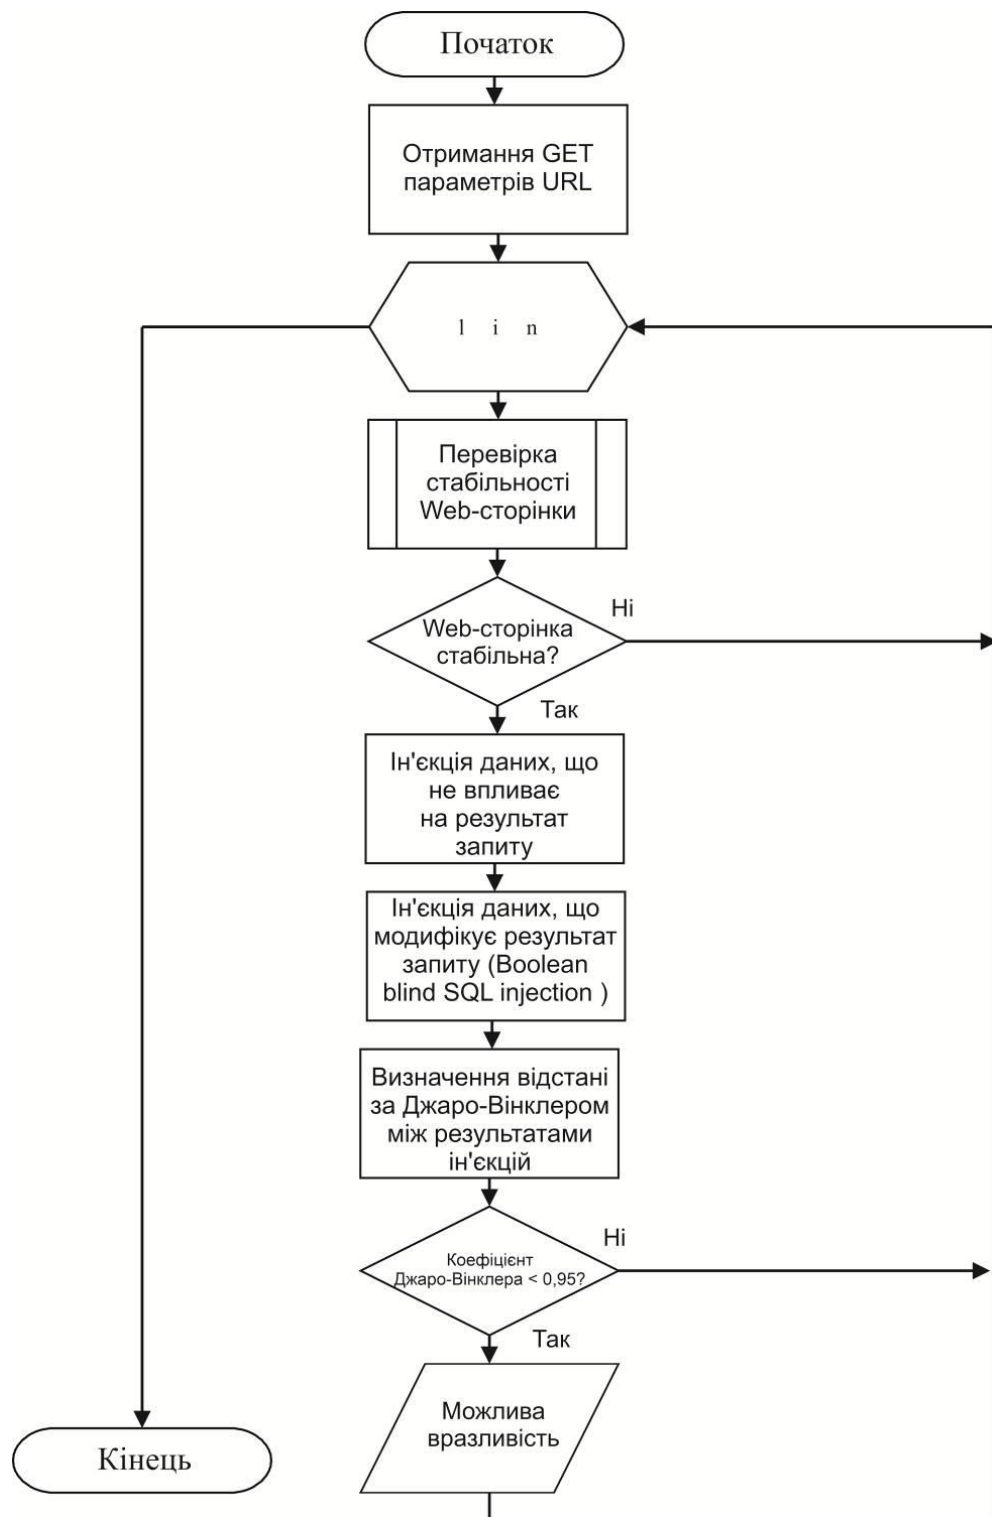 Початок
Отримання GET
параметрів URL
l i n
Перевірка
стабільності
Web-сторінки
Ні
Web-сторінка
стабільна?
Так
Ін'єкція даних, що
не впливає
на результат
запиту
Ін'єкція даних, що
модифікує результат
запиту (Boolean
blind SQL injection )
Визначення відстані
за Джаро-Вінклером
між результатами
ін'єкцій
Ні
Коефіцієнт
Джаро-Вінклера < 0,95?
Так
Можлива
вразливість
Кінець